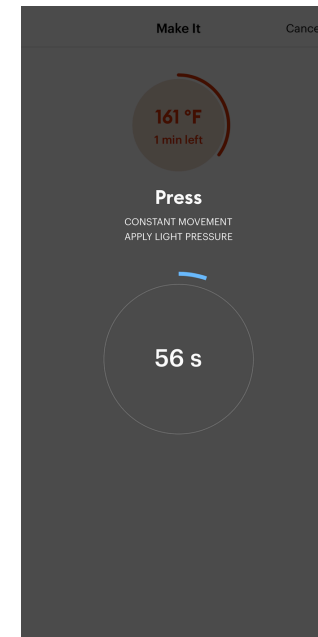 Make It
Cance
161 °F
1 min left
Press
CONSTANT MOVEMENT
APPLY LIGHT PRESSURE
56 s